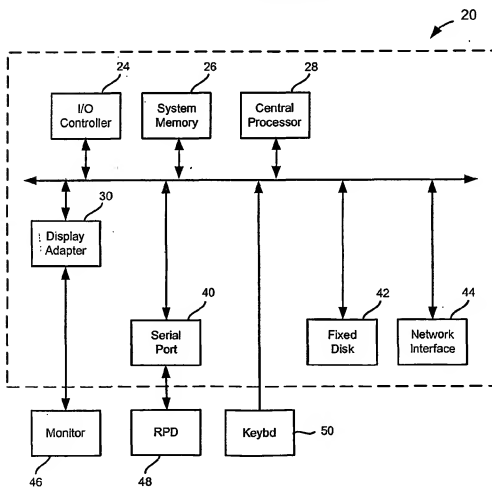 20
24
26
28
I/O
Controller
System
Memory
Central
Processor
30
Display
Adapter
40
42
44
Serial
Port
Fixed
Disk
Network
Interface
Monitor
RPD
Keybd
50
46
48